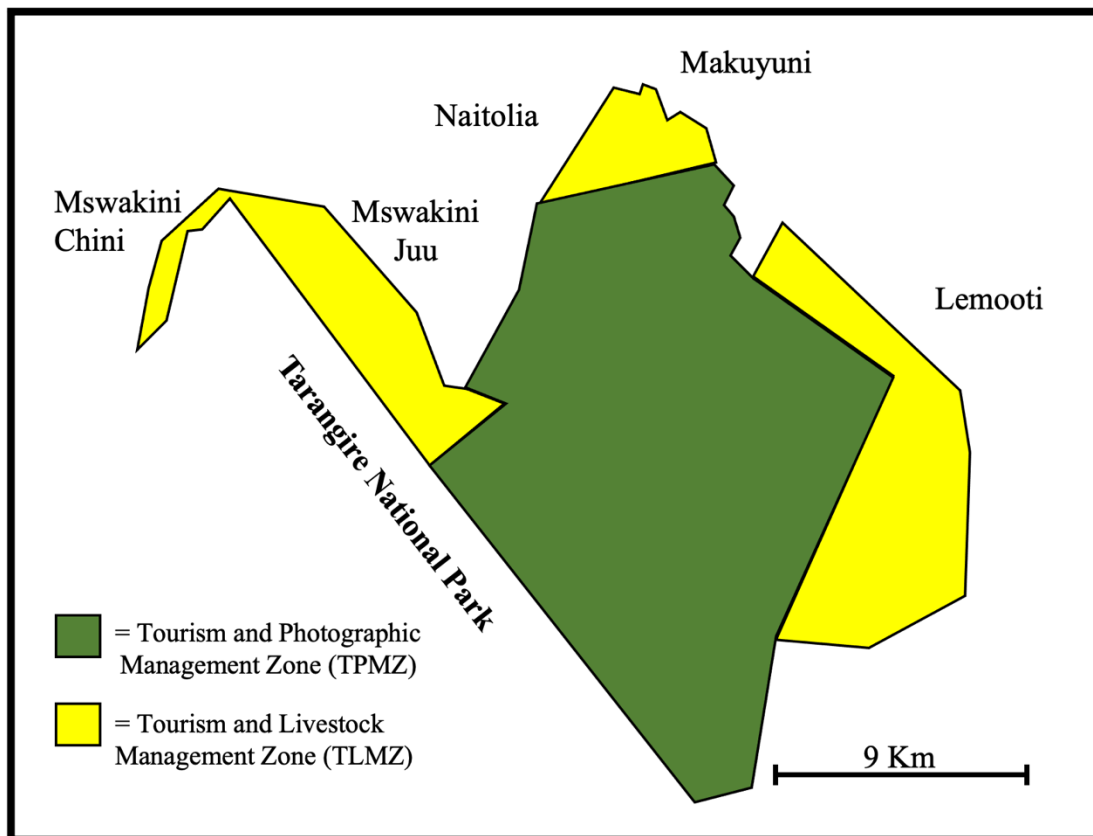 Makuyuni
Naitolia
Mswakini
Chini
Mswakini
Juu
Lemooti
Tarangire National Park
= Tourism and Photographic
Management Zone (TPMZ)
= Tourism and Livestock
Management Zone (TLMZ)
9 Km